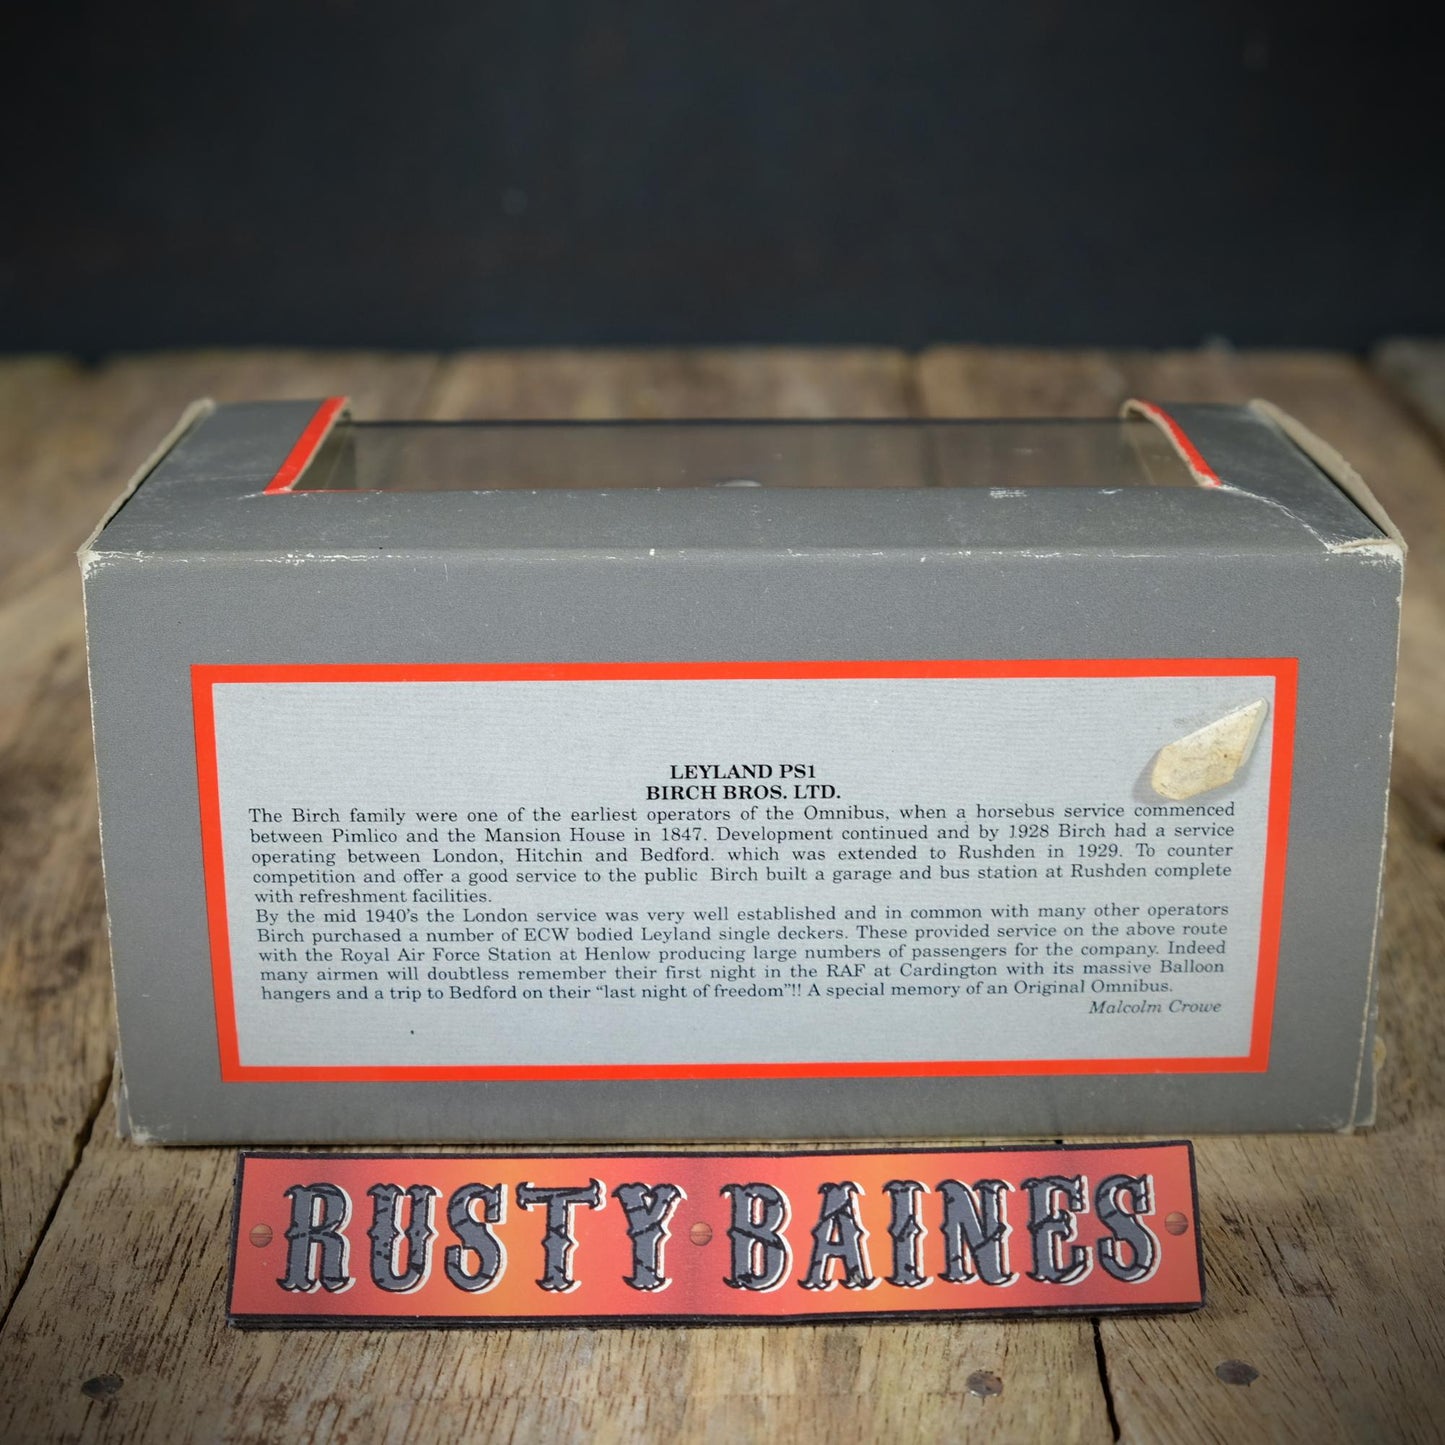 LEYLAND PS1
BIRCH BROS. LTD.
The Birch family were one of the earliest operators of the Omnibus, when a horsebus service commenced
between Pimlico and the Mansion House in 1847. Development continued and by 1928 Birch had a service
operating between London, Hitchin and Bedford. which was extended to Rushden in 1929. To counter
competition and offer a good service to the public Birch built a garage and bus station at Rushden complete
with refreshment facilities.
By the mid 1940's the London service was very well established and in common with many other operators
Birch purchased a number of ECW bodied Leyland single deckers. These provided service on the above route
with the Royal Air Force Station at Henlow producing large numbers of passengers for the company. Indeed
many airmen will doubtless remember their first night in the RAF at Cardington with its massive Balloon
hangers and a trip to Bedford on their "last night of freedom"!! A special memory of an Original Omnibus.
Malcolm Crowe
RUSTY BAINES